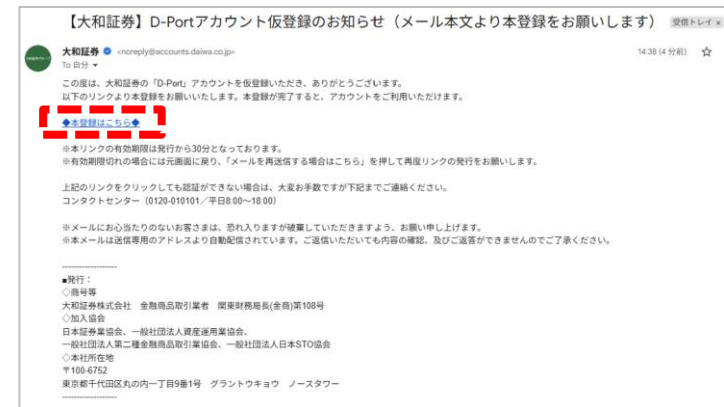 【大和証券】D-Portアカウント仮登録のお知らせ（メール本文より本登録をお願いします） 受信トレイ ×
大和証券 <noreply@accounts.daiwa.co.jp> 14:38 (4 分前) ☆
To 自分
この度は、大和証券の「D-Port」アカウントを仮登録いただき、ありがとうございます。
以下のリンクより本登録をお願いいたします。本登録が完了すると、アカウントをご利用いただけます。
◆本登録はこちら◆
※本リンクの有効期限は発行から30分となっております。
※有効期限切れの場合には元画面に戻り、「メールを再送信する場合はこちら」を押して再度リンクの発行をお願いします。
上記のリンクをクリックしても認証ができない場合は、大変お手数ですが下記までご連絡ください。
コンタクトセンター（0120-010101／平日8:00～18:00）
※メールにお心当たりのないお客さまは、恐れ入りますが破棄していただきますよう、お願い申し上げます。
※本メールは送信専用のアドレスより自動配信されています。ご返信いただいても内容の確認、及びご返答ができませんのでご了承ください。
--------------------
■発行：
◇商号等
大和証券株式会社　金融商品取引業者　関東財務局長(金商)第108号
◇加入協会
日本証券業協会、一般社団法人資産運用業協会、
一般社団法人第二種金融商品取引業協会、一般社団法人日本STO協会
◇本社所在地
〒100-6752
東京都千代田区丸の内一丁目9番1号　グラントウキョウ　ノースタワー
--------------------